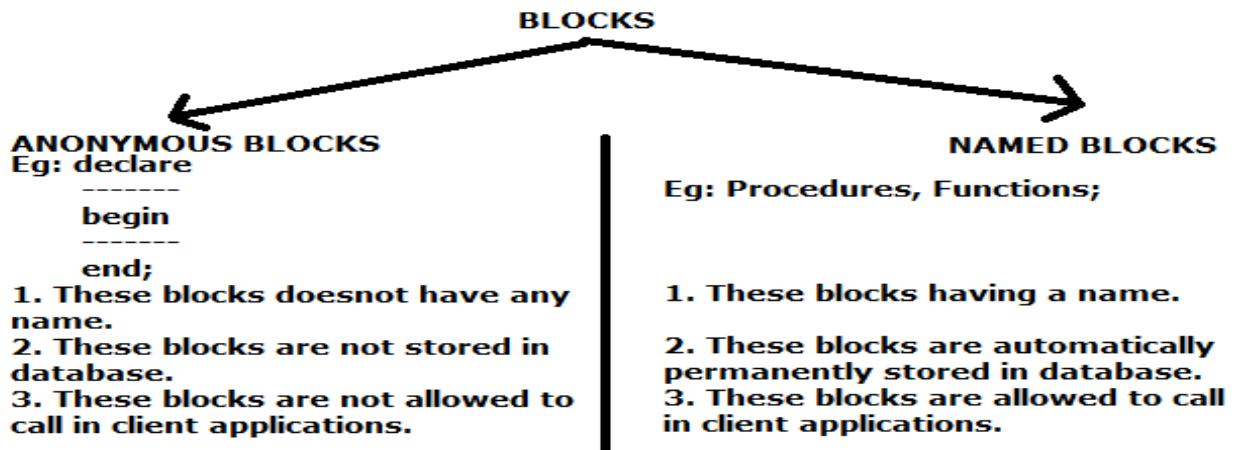 BLOCKS
ANONYMOUS BLOCKS
Eg: declare
-------
begin
-------
end;
1. These blocks doesnot have any
name.
2. These blocks are not stored in
database.
3. These blocks are not allowed to
call in client applications.
NAMED BLOCKS
Eg: Procedures, Functions;
1. These blocks having a name.
2. These blocks are automatically
permanently stored in database.
3. These blocks are allowed to call
in client applications.